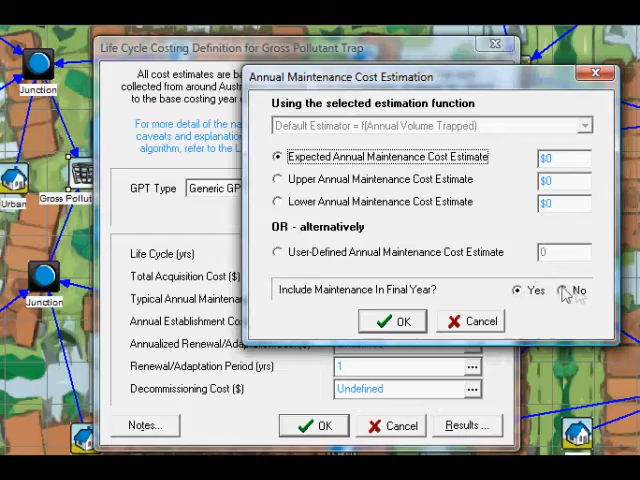 Life Cycle Costing Definition for Gross Pollutant Trap
All cost estimates are ba
collected from around Austr
to the base costing year o
For more detail of the na
caveats and explanation
algorithm, refer to the L
GPT Type
Generic GP
Life Cycle (yrs)
Total Acquisition Cost ($)
Typical Annual Maintenan
Annual Establishment Co
Annualized Renewal/Adaptation
Renewal/Adaptation Period (yrs)
1
...
Decommissioning Cost ($)
Undefined
...
Notes...
OK
Cancel
Results ...
Annual Maintenance Cost Estimation
Using the selected estimation function
Default Estimator = f(Annual Volume Trapped)
Expected Annual Maintenance Cost Estimate
$0
Upper Annual Maintenance Cost Estimate
$0
Lower Annual Maintenance Cost Estimate
$0
OR - alternatively
User-Defined Annual Maintenance Cost Estimate
0
Include Maintenance In Final Year?
Yes
No
OK
Cancel
Junction
Urban
Gross Pollut
Junction